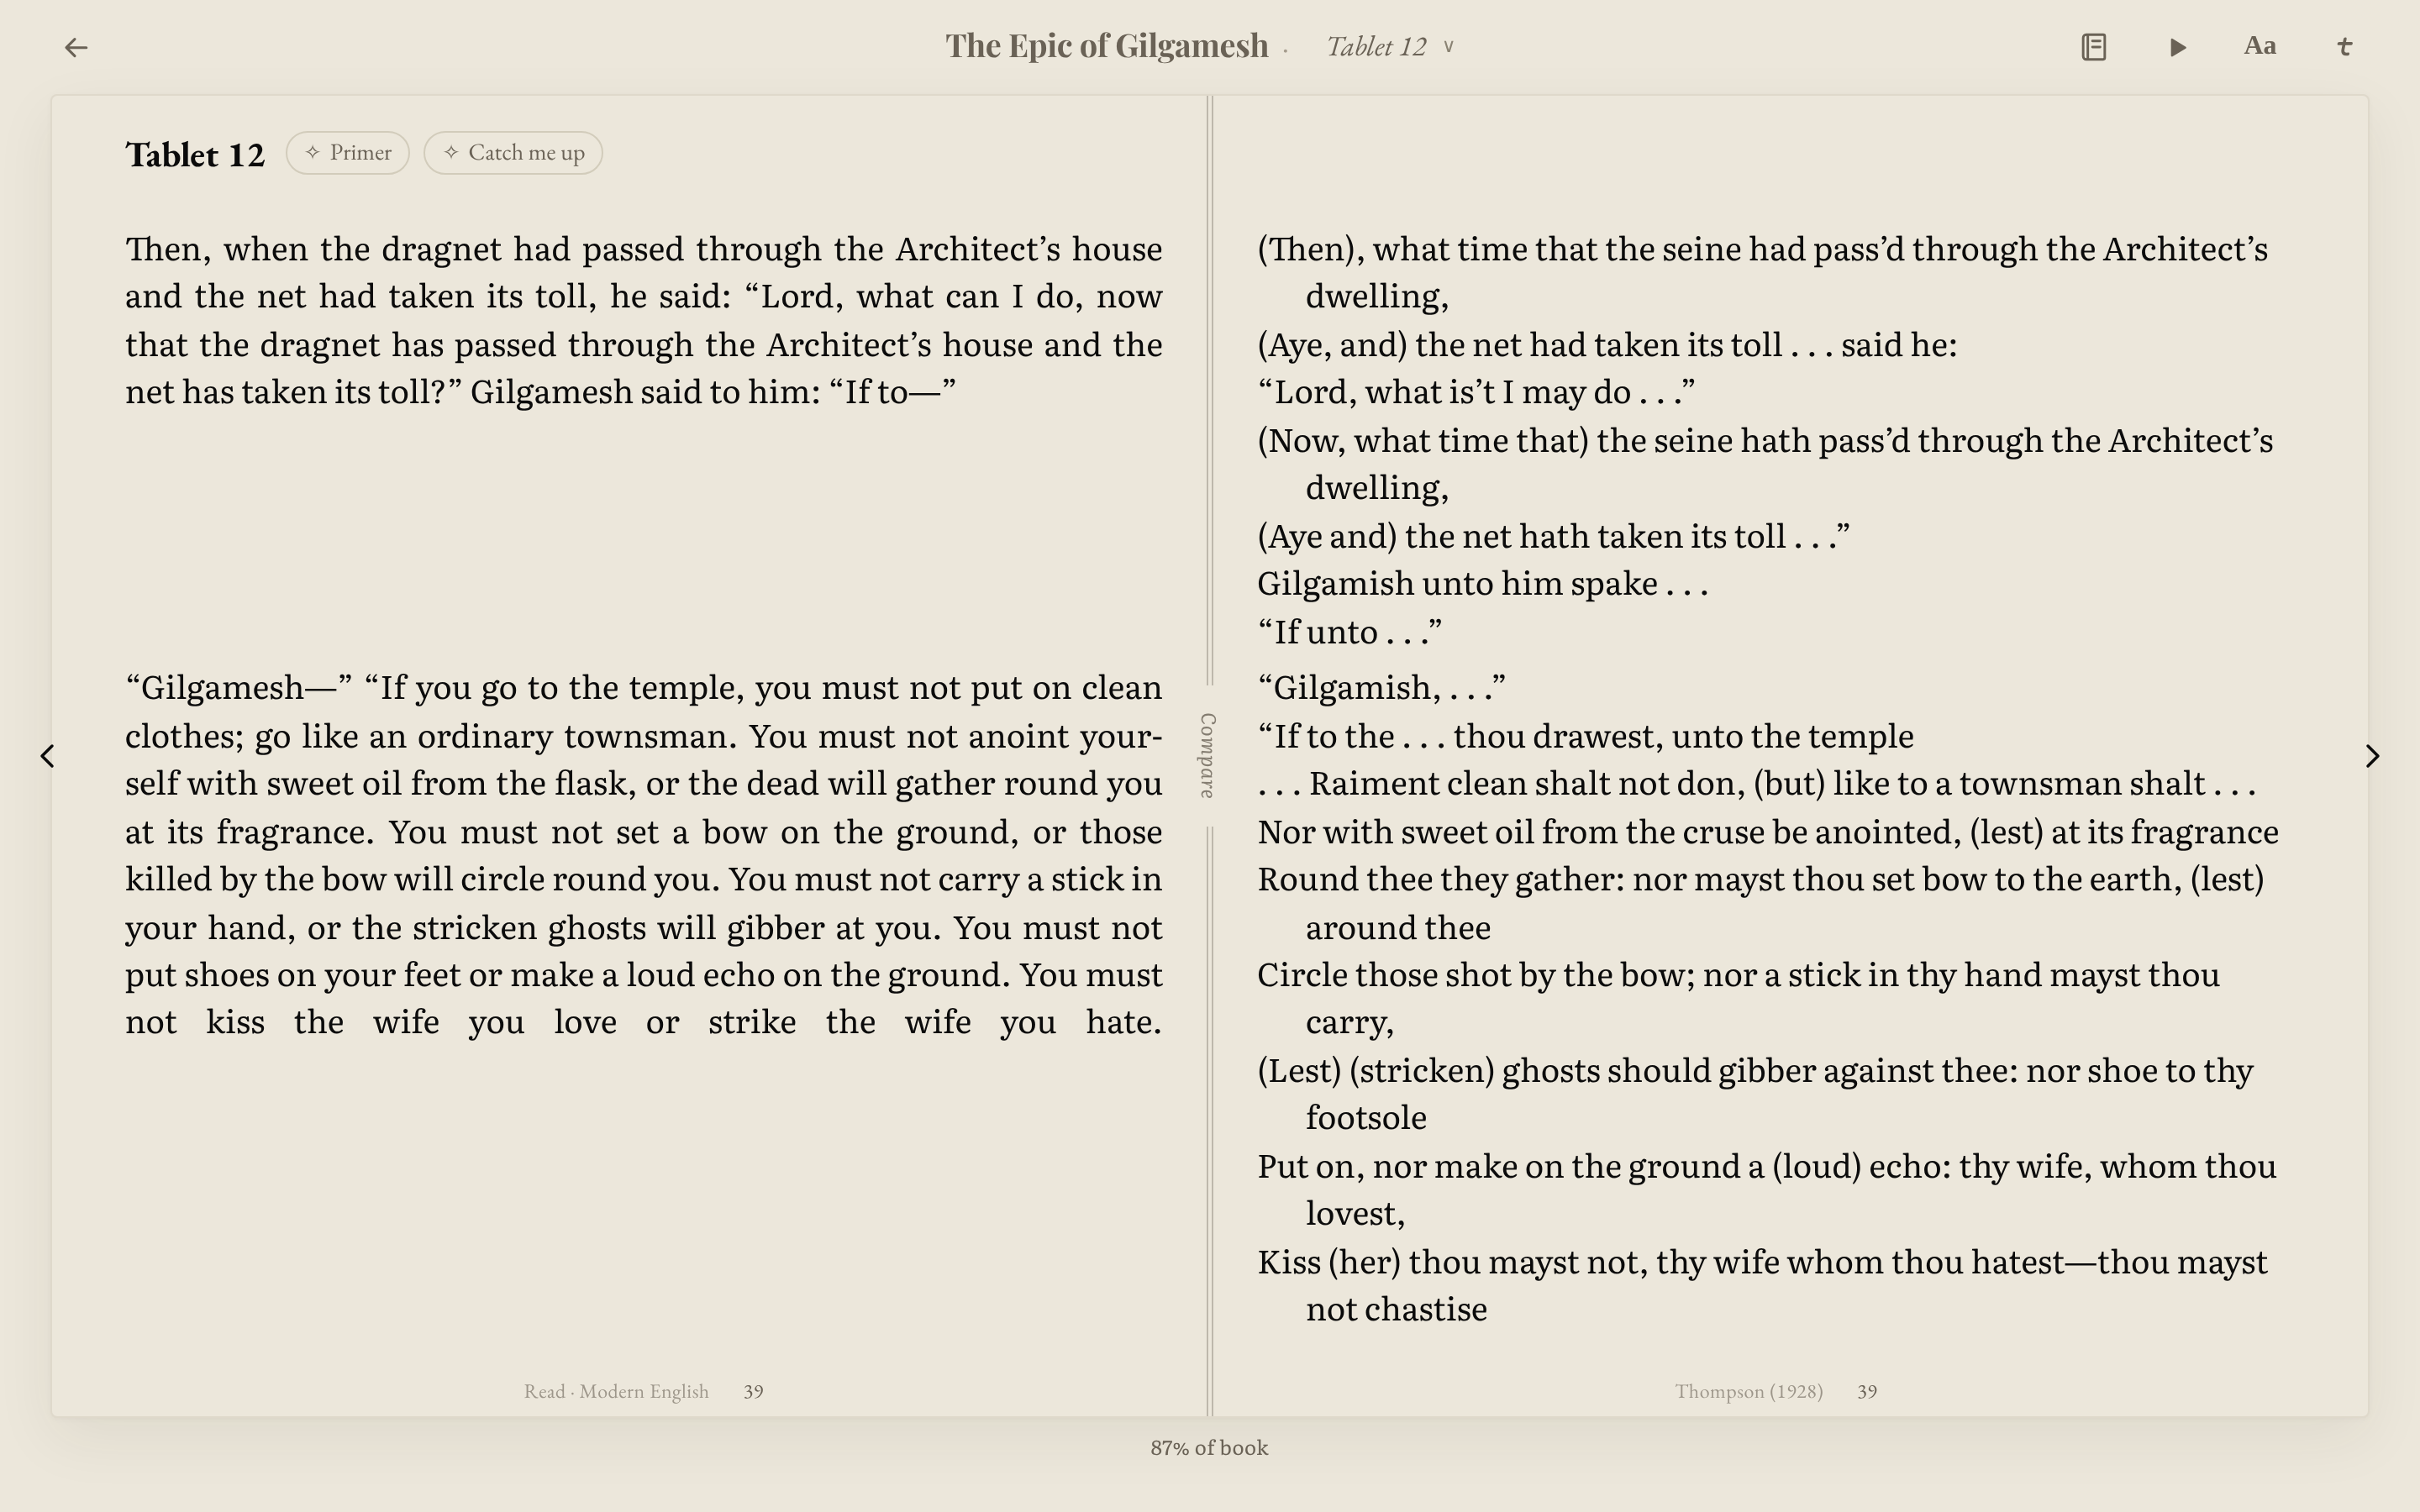 The Epic of Gilgamesh · Tablet 12 ∨
Aa
t
Tablet 12
✧ Primer
✧ Catch me up
Then, when the dragnet had passed through the Architect’s house
and the net had taken its toll, he said: “Lord, what can I do, now
that the dragnet has passed through the Architect’s house and the
net has taken its toll?” Gilgamesh said to him: “If to—”
“Gilgamesh—” “If you go to the temple, you must not put on clean
clothes; go like an ordinary townsman. You must not anoint your-
self with sweet oil from the flask, or the dead will gather round you
at its fragrance. You must not set a bow on the ground, or those
killed by the bow will circle round you. You must not carry a stick in
your hand, or the stricken ghosts will gibber at you. You must not
put shoes on your feet or make a loud echo on the ground. You must
not kiss the wife you love or strike the wife you hate.
Read · Modern English 39
Compare
(Then), what time that the seine had pass’d through the Architect’s
dwelling,
(Aye, and) the net had taken its toll . . . said he:
“Lord, what is’t I may do . . .”
(Now, what time that) the seine hath pass’d through the Architect’s
dwelling,
(Aye and) the net hath taken its toll . . .”
Gilgamish unto him spake . . .
“If unto . . .”
“Gilgamish, . . .”
“If to the . . . thou drawest, unto the temple
. . . Raiment clean shalt not don, (but) like to a townsman shalt . . .
Nor with sweet oil from the cruse be anointed, (lest) at its fragrance
Round thee they gather: nor mayst thou set bow to the earth, (lest)
around thee
Circle those shot by the bow; nor a stick in thy hand mayst thou
carry,
(Lest) (stricken) ghosts should gibber against thee: nor shoe to thy
footsole
Put on, nor make on the ground a (loud) echo: thy wife, whom thou
lovest,
Kiss (her) thou mayst not, thy wife whom thou hatest—thou mayst
not chastise
Thompson (1928) 39
87% of book